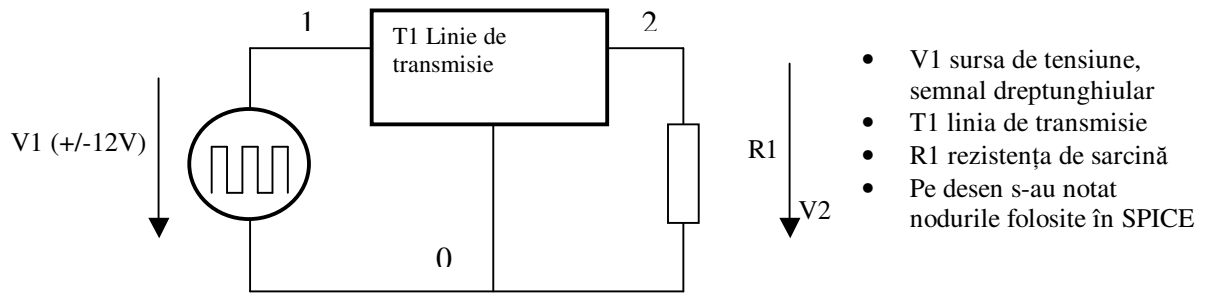 1
T1 Linie de
transmisie
2
V1 (+/-12V)
R1
V2
0
• V1 sursa de tensiune,
semnal dreptunghiular
• T1 linia de transmisie
• R1 rezistența de sarcină
• Pe desen s-au notat
nodurile folosite în SPICE